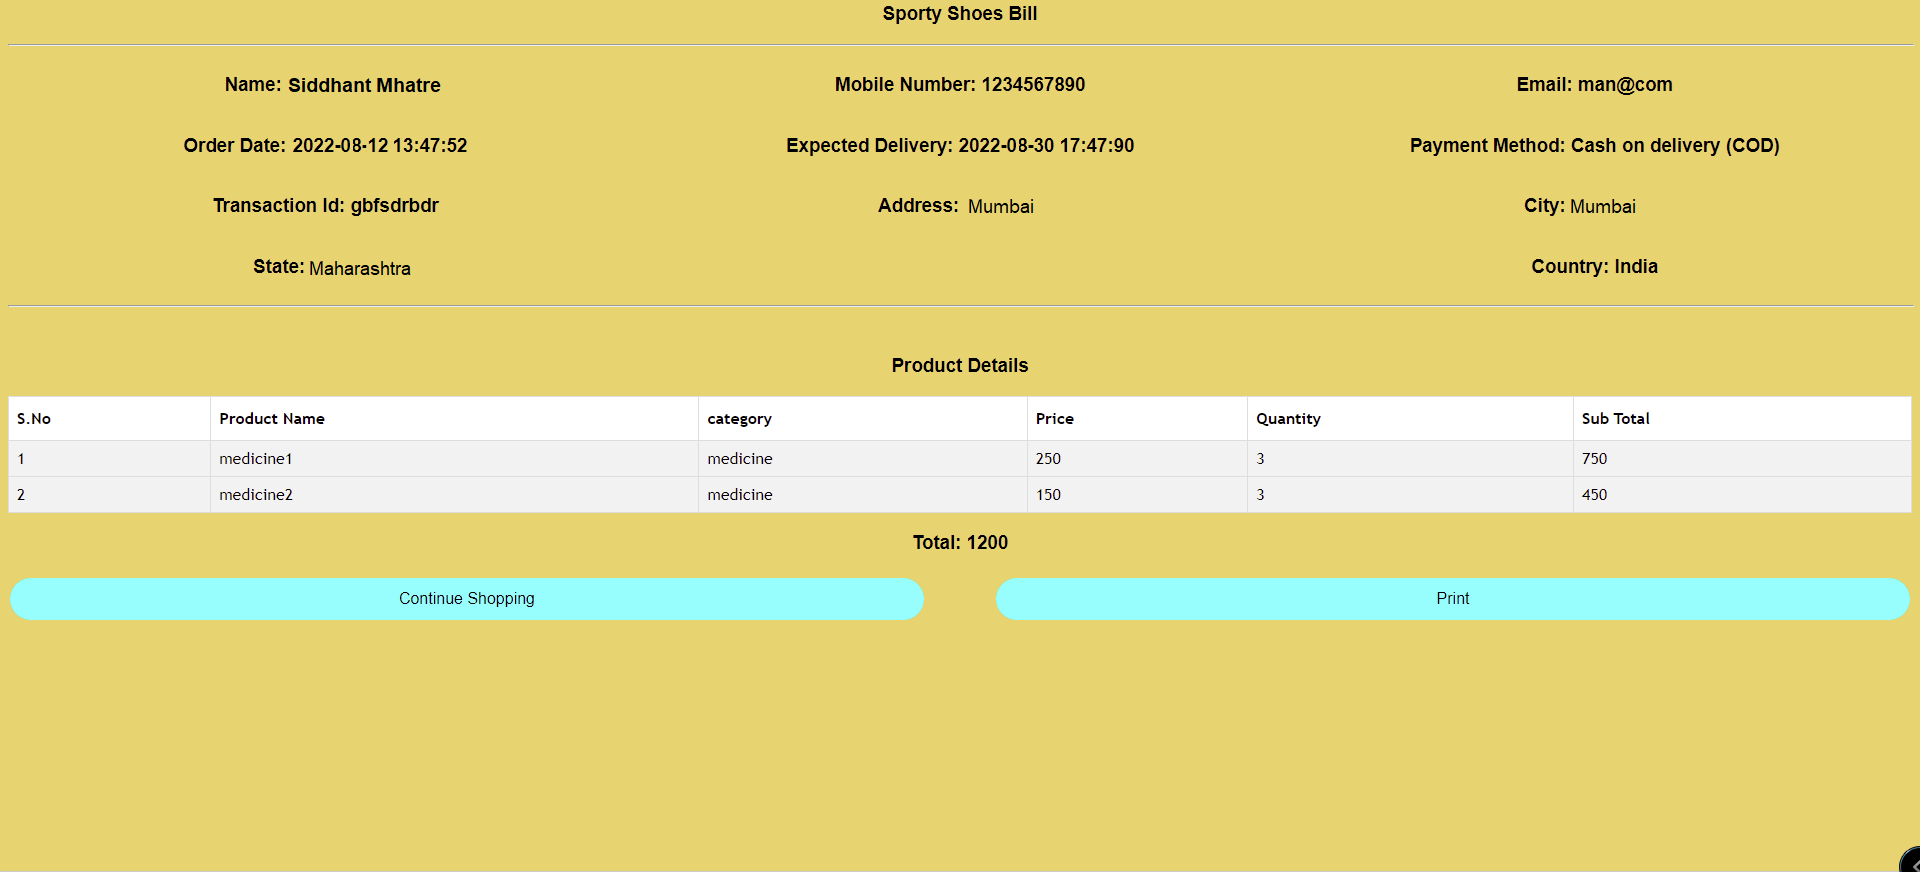 Sporty Shoes Bill
Name: Siddhant Mhatre Mobile Number: 1234567890 Email: man@com
Order Date: 2022-08-12 13:47:52 Expected Delivery: 2022-08-30 17:47:90 Payment Method: Cash on delivery (COD)
Transaction Id: gbfsdrbdr Address: Mumbai City: Mumbai
State: Maharashtra Country: India
Product Details
S.No Product Name category Price Quantity Sub Total
1 medicine1 medicine 250 3 750
2 medicine2 medicine 150 3 450
Total: 1200
Continue Shopping Print